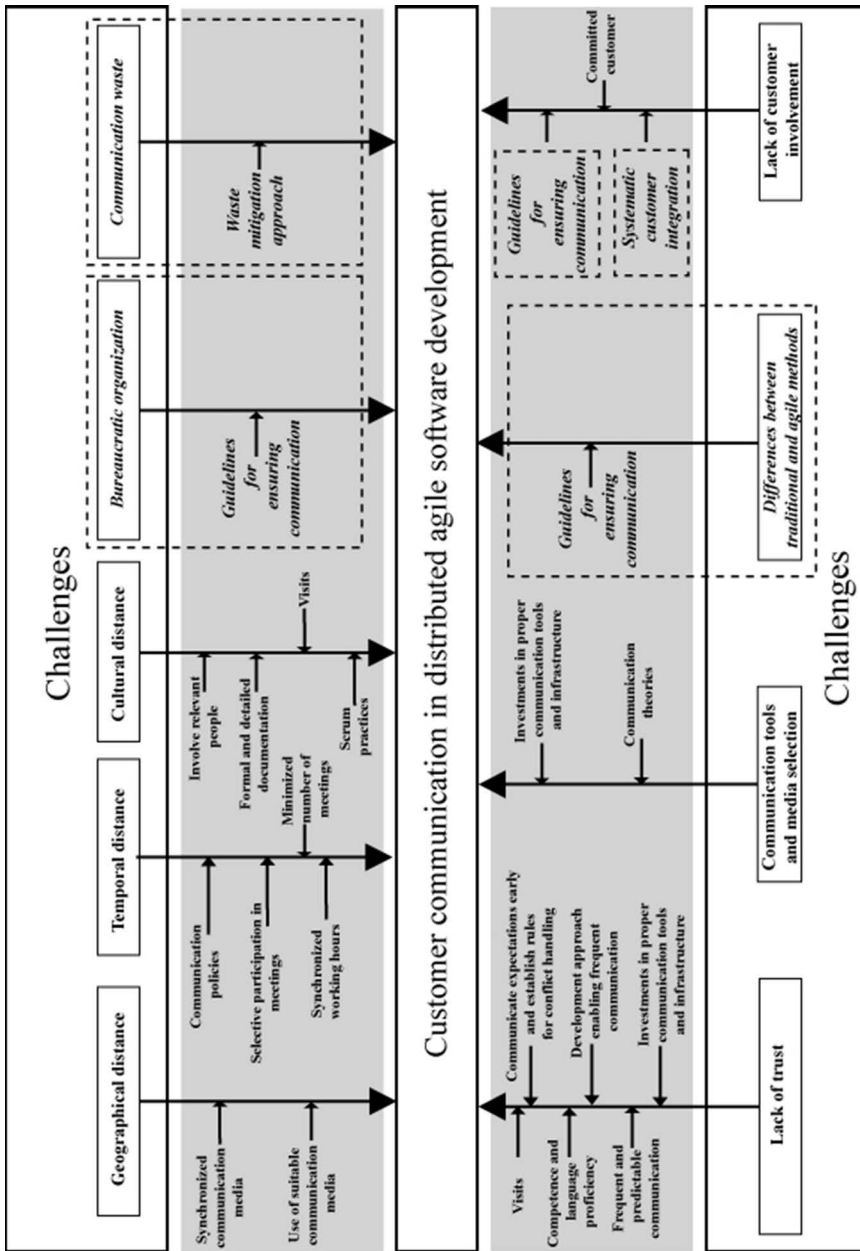 Challenges
Geographical distance
Temporal distance
Cultural distance
Bureaucratic organization
Communication waste
Synchronized
communication
media
Use of suitable
communication
media
Communication
policies
Selective participation in
meetings
Minimized
number of
meetings
Synchronized
working hours
Involve relevant
people
Formal and detailed
documentation
Visits
Scrum
practices
Guidelines
for
ensuring
communication
Waste
mitigation
approach
Customer communication in distributed agile software development
Visits
Communicate expectations early
and establish rules
for conflict handling
Competence and
language
proficiency
Development approach
enabling frequent
communication
Frequent and
predictable
communication
Investments in proper
communication tools
and infrastructure
Investments in proper
communication tools
and infrastructure
Communication
theories
Guidelines
for
ensuring
communication
Guidelines
for
ensuring
communication
Committed
customer
Systematic
customer
integration
Lack of trust
Communication tools
and media selection
Differences between
traditional and agile methods
Lack of customer
involvement
Challenges